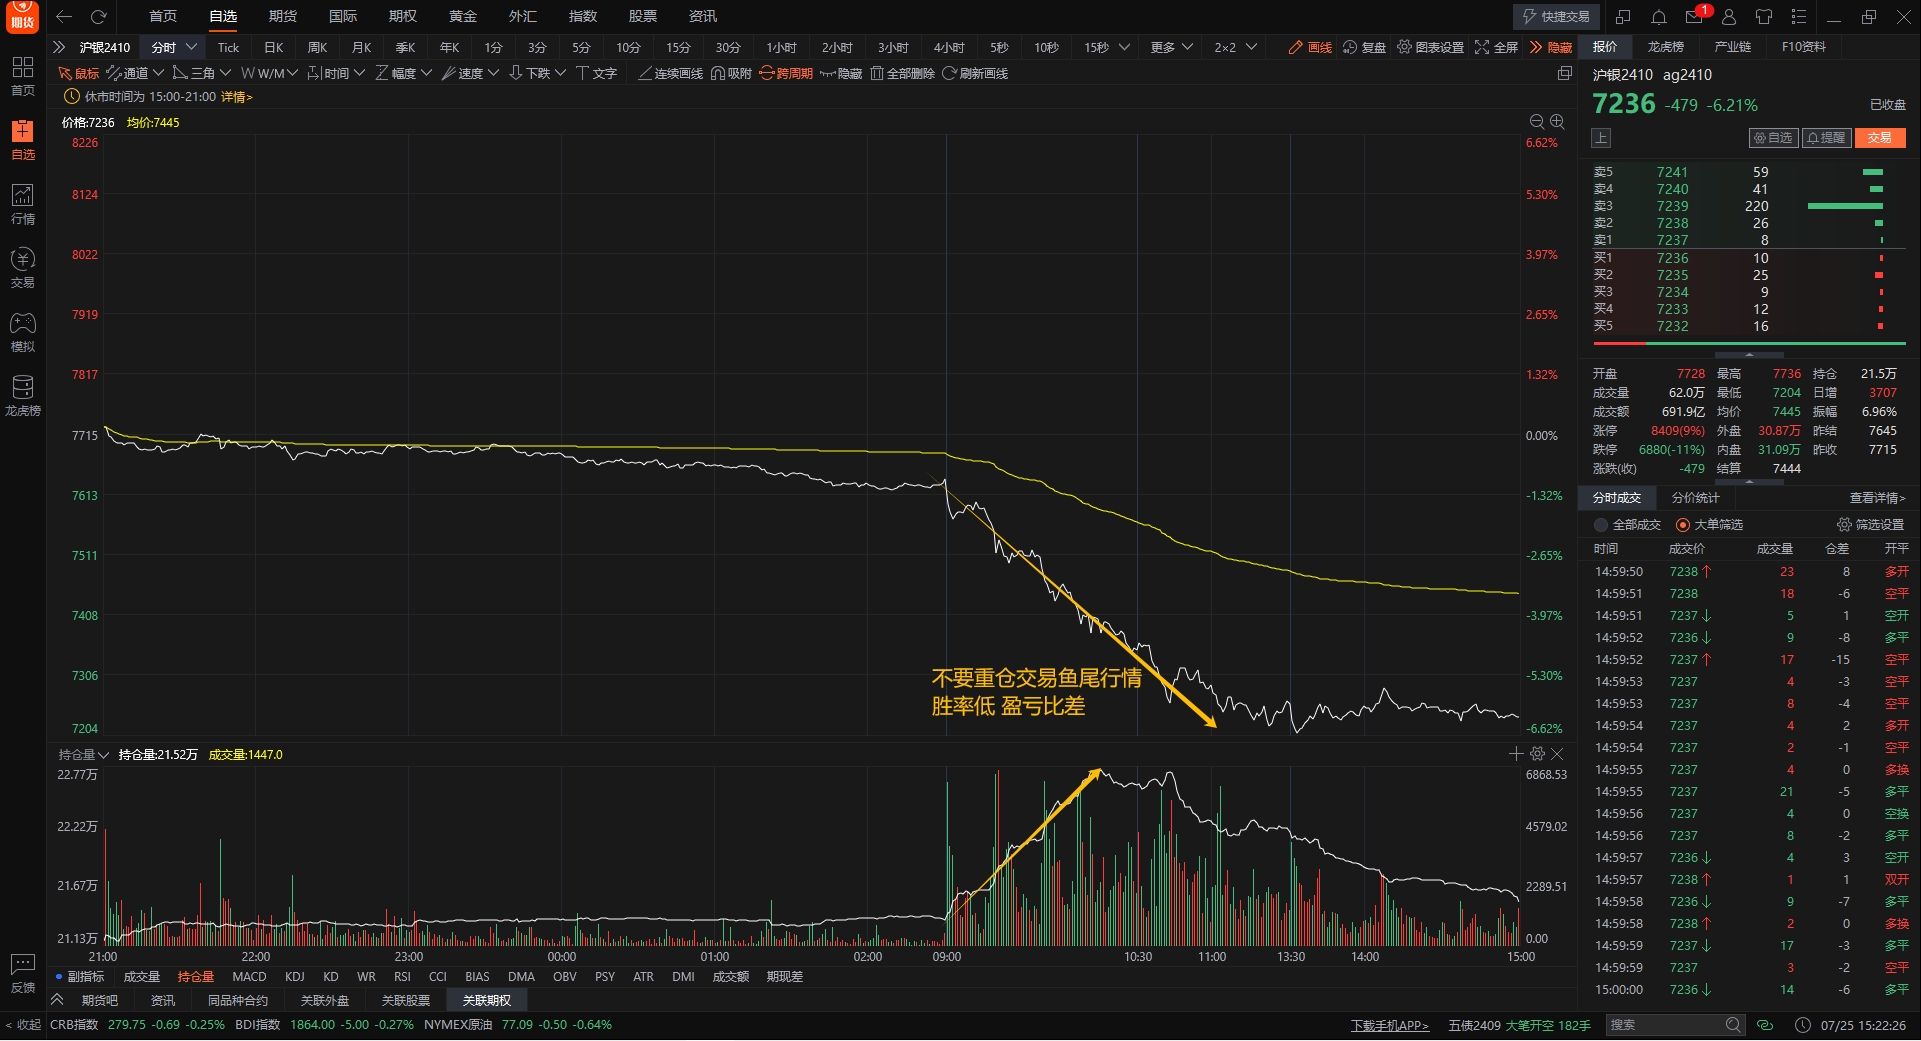 期货
首页 自选 期货 国际 期权 黄金 外汇 指数 股票 资讯
快捷交易 1
沪银2410 分时 Tick 日K 周K 月K 季K 年K 1分 3分 5分 10分 15分 30分 1小时 2小时 3小时 4小时 5秒 10秒 15秒 更多 2×2 画线 复盘 图表设置 全屏 隐藏
鼠标 通道 三角 W/M 时间 幅度 速度 下跌 文字 连续画线 吸附 跨周期 隐藏 全部删除 刷新画线
休市时间为 15:00-21:00 详情>
首页
自选
行情
交易
模拟
龙虎榜
反馈
< 收起
价格:7236 均价:7445
8226 6.62%
8124 5.30%
8022 3.97%
7919 2.65%
7817 1.32%
7715 0.00%
7613 -1.32%
7511 -2.65%
7408 -3.97%
7306 -5.30%
7204 -6.62%
不要重仓交易鱼尾行情
胜率低 盈亏比差
持仓量 持仓量:21.52万 成交量:1447.0
22.77万 6868.53
22.22万 4579.02
21.67万 2289.51
21.13万 0.00
21:00 22:00 23:00 00:00 01:00 02:00 09:00 10:30 11:00 13:30 14:00 15:00
副指标 成交量 持仓量 MACD KDJ KD WR RSI CCI BIAS DMA OBV PSY ATR DMI 成交额 期现差
期货吧 资讯 同品种合约 关联外盘 关联股票 关联期权
报价 龙虎榜 产业链 F10资料
沪银2410 ag2410
7236 -479 -6.21% 已收盘
上 自选 提醒 交易
卖5 7241 59
卖4 7240 41
卖3 7239 220
卖2 7238 26
卖1 7237 8
买1 7236 10
买2 7235 25
买3 7234 9
买4 7233 12
买5 7232 16
开盘 7728 最高 7736 持仓 21.5万
成交量 62.0万 最低 7204 日增 3707
成交额 691.9亿 均价 7445 振幅 6.96%
涨停 8409(9%) 外盘 30.87万 昨结 7645
跌停 6880(-11%) 内盘 31.09万 昨收 7715
涨跌(收) -479 结算 7444
分时成交 分价统计 查看详情>
全部成交 大单筛选 筛选设置
时间 成交价 成交量 仓差 开平
14:59:50 7238 ↑ 23 8 多开
14:59:51 7238 18 -6 空平
14:59:51 7237 ↓ 5 1 空开
14:59:52 7236 ↓ 9 -8 多平
14:59:52 7237 ↑ 17 -15 空平
14:59:53 7237 4 -3 空平
14:59:53 7237 8 -4 空平
14:59:54 7237 4 2 多开
14:59:54 7237 2 -1 空平
14:59:55 7237 4 0 多换
14:59:55 7237 21 -5 多平
14:59:56 7237 4 0 空换
14:59:56 7237 8 -2 多平
14:59:57 7236 ↓ 4 3 空开
14:59:57 7238 ↑ 1 1 双开
14:59:58 7236 ↓ 9 -7 多平
14:59:58 7238 ↑ 2 0 多换
14:59:59 7237 ↓ 17 -3 多平
14:59:59 7237 3 -2 空平
15:00:00 7236 ↓ 14 -6 多平
CRB指数 279.75 -0.69 -0.25% BDI指数 1864.00 -5.00 -0.27% NYMEX原油 77.09 -0.50 -0.64% 下载手机APP> 五债2409 大笔开空 182手 搜索 07/25 15:22:26